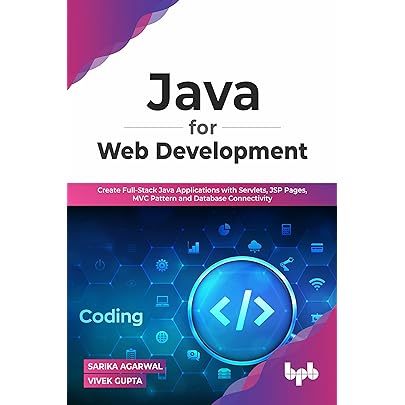 Java
for
Web Development
Create Full-Stack Java Applications with Servlets, JSP Pages,
MVC Pattern and Database Connectivity
</>
Coding
SARIKA AGARWAL
VIVEK GUPTA
bpb